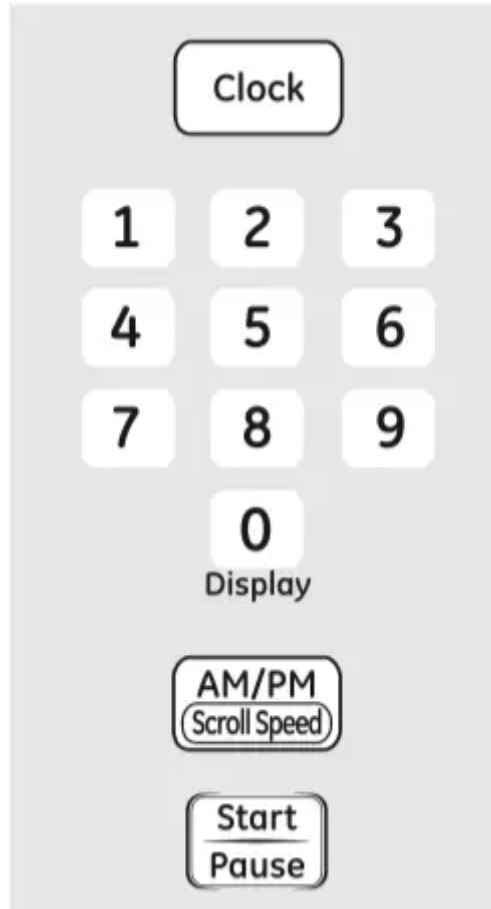 Clock
1 2 3
4 5 6
7 8 9
0
Display
AM/PM
Scroll Speed
Start
Pause